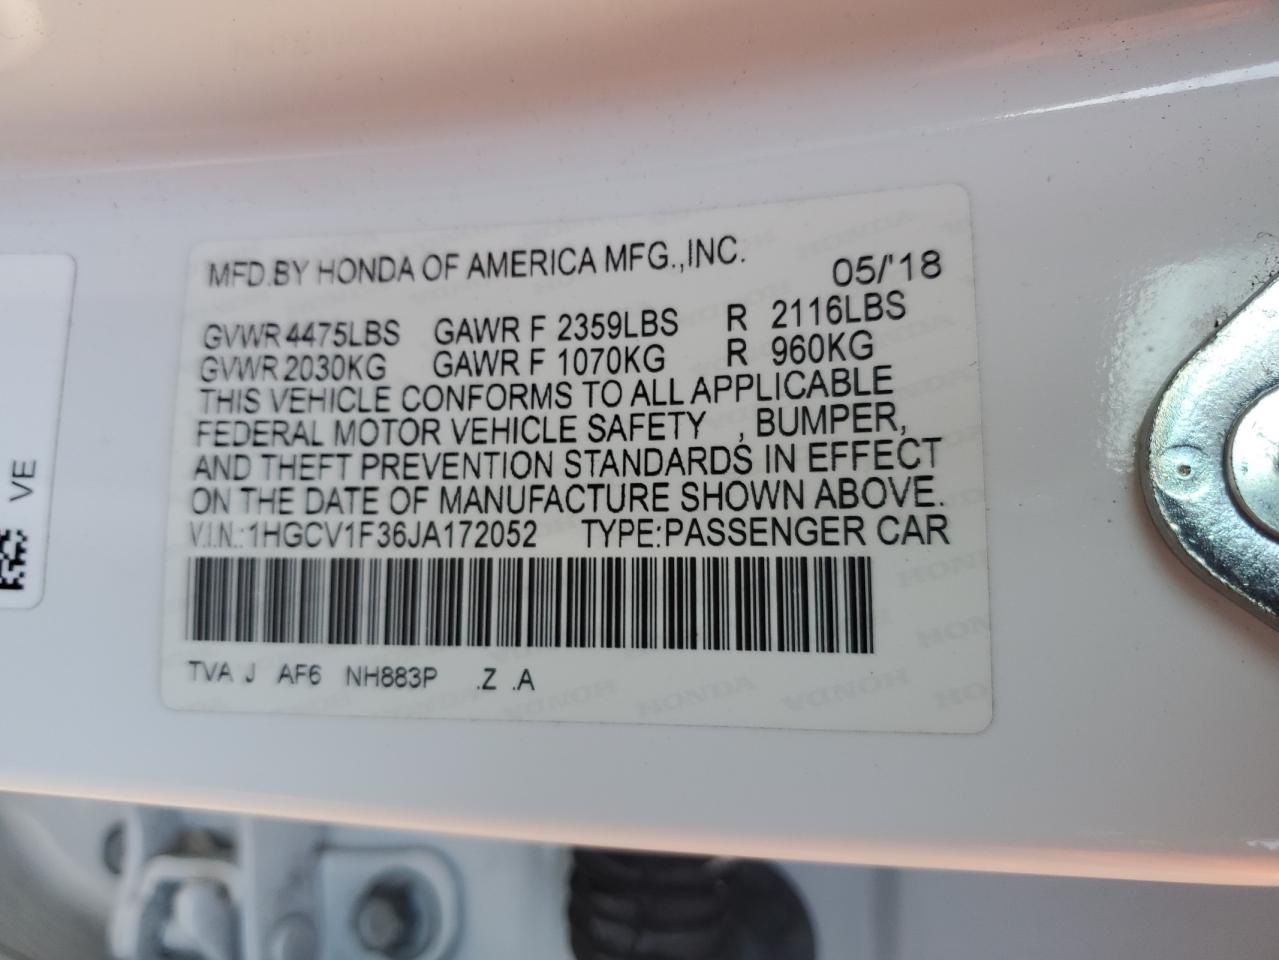 MFD.BY HONDA OF AMERICA MFG.,INC. 05/'18
GVWR 4475LBS GAWR F 2359LBS R 2116LBS
GVWR 2030KG GAWR F 1070KG R 960KG
THIS VEHICLE CONFORMS TO ALL APPLICABLE
FEDERAL MOTOR VEHICLE SAFETY , BUMPER,
AND THEFT PREVENTION STANDARDS IN EFFECT
ON THE DATE OF MANUFACTURE SHOWN ABOVE.
V.I.N.:1HGCV1F36JA172052 TYPE:PASSENGER CAR
TVA J AF6 NH883P .Z .A
VE